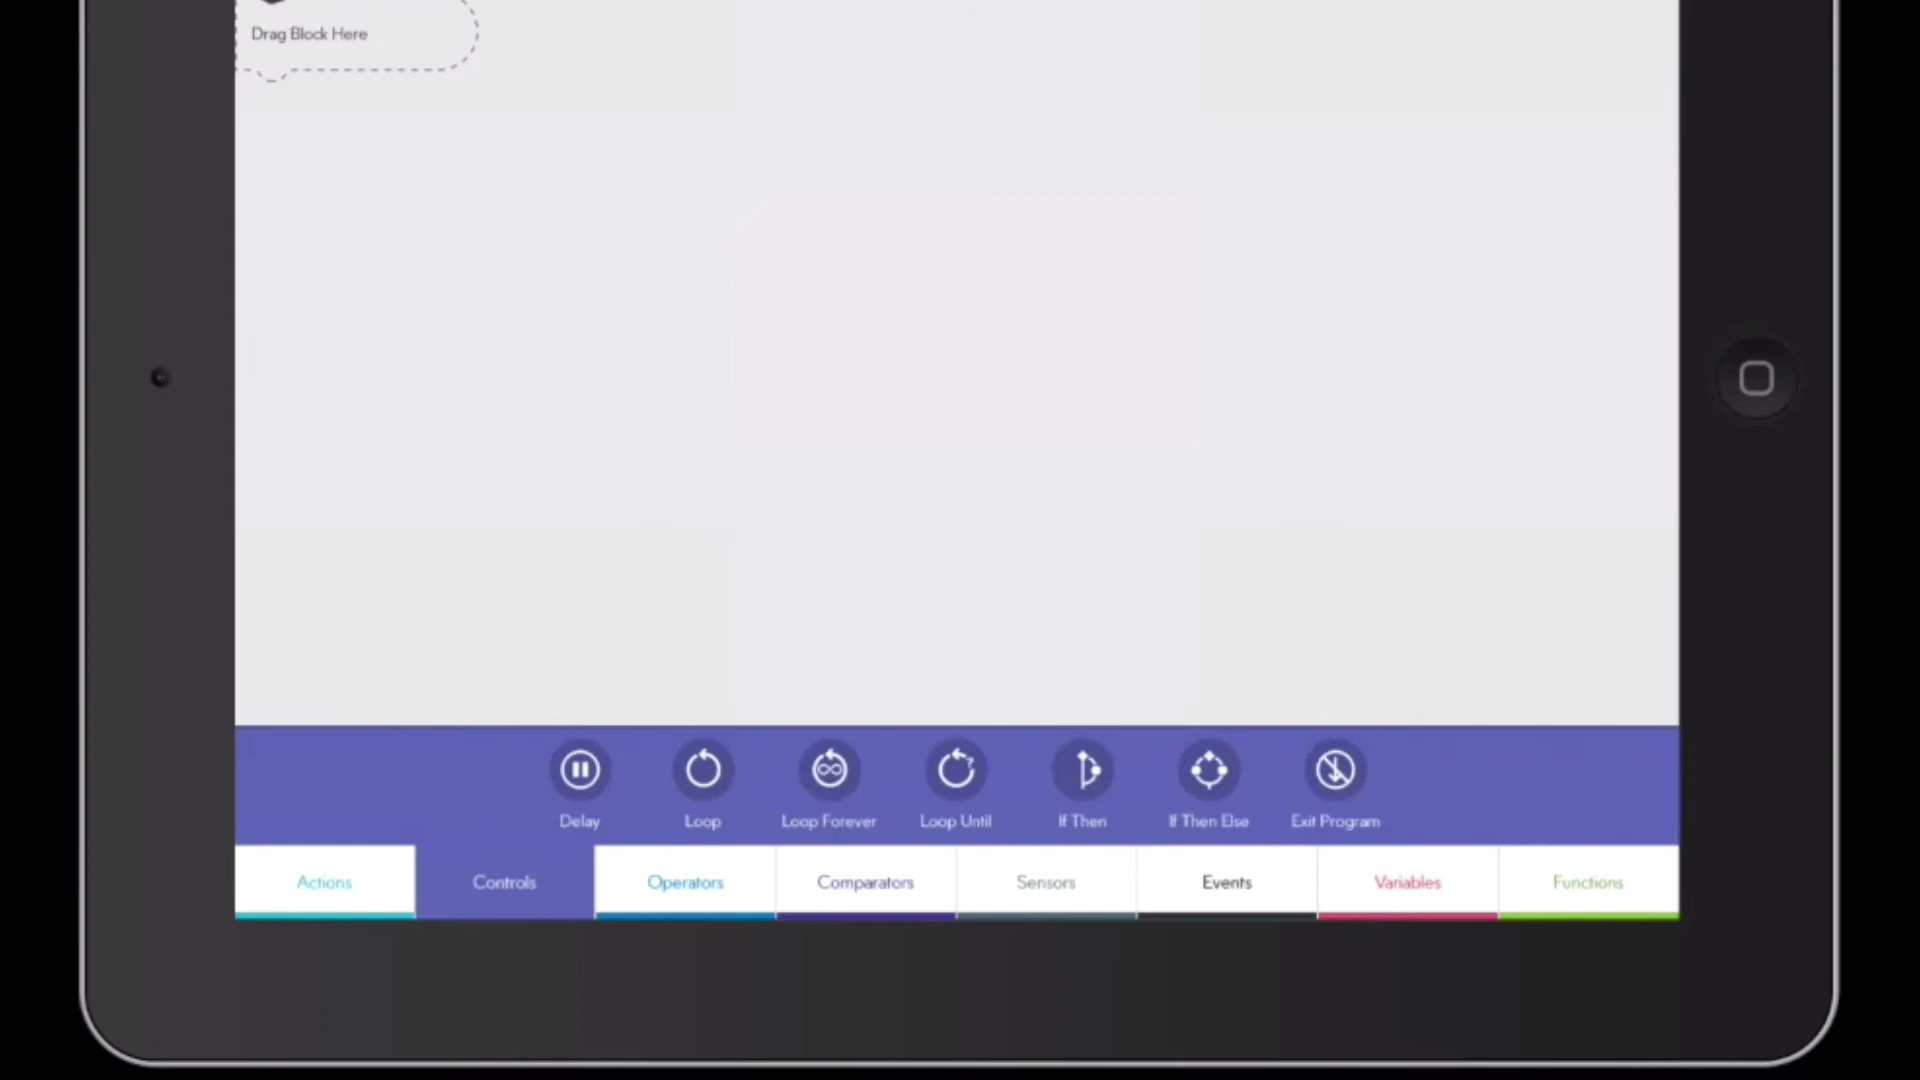 Drag Block Here
Delay
Loop
Loop Forever
Loop Until
If Then
If Then Else
Exit Program
Actions
Controls
Operators
Comparators
Sensors
Events
Variables
Functions